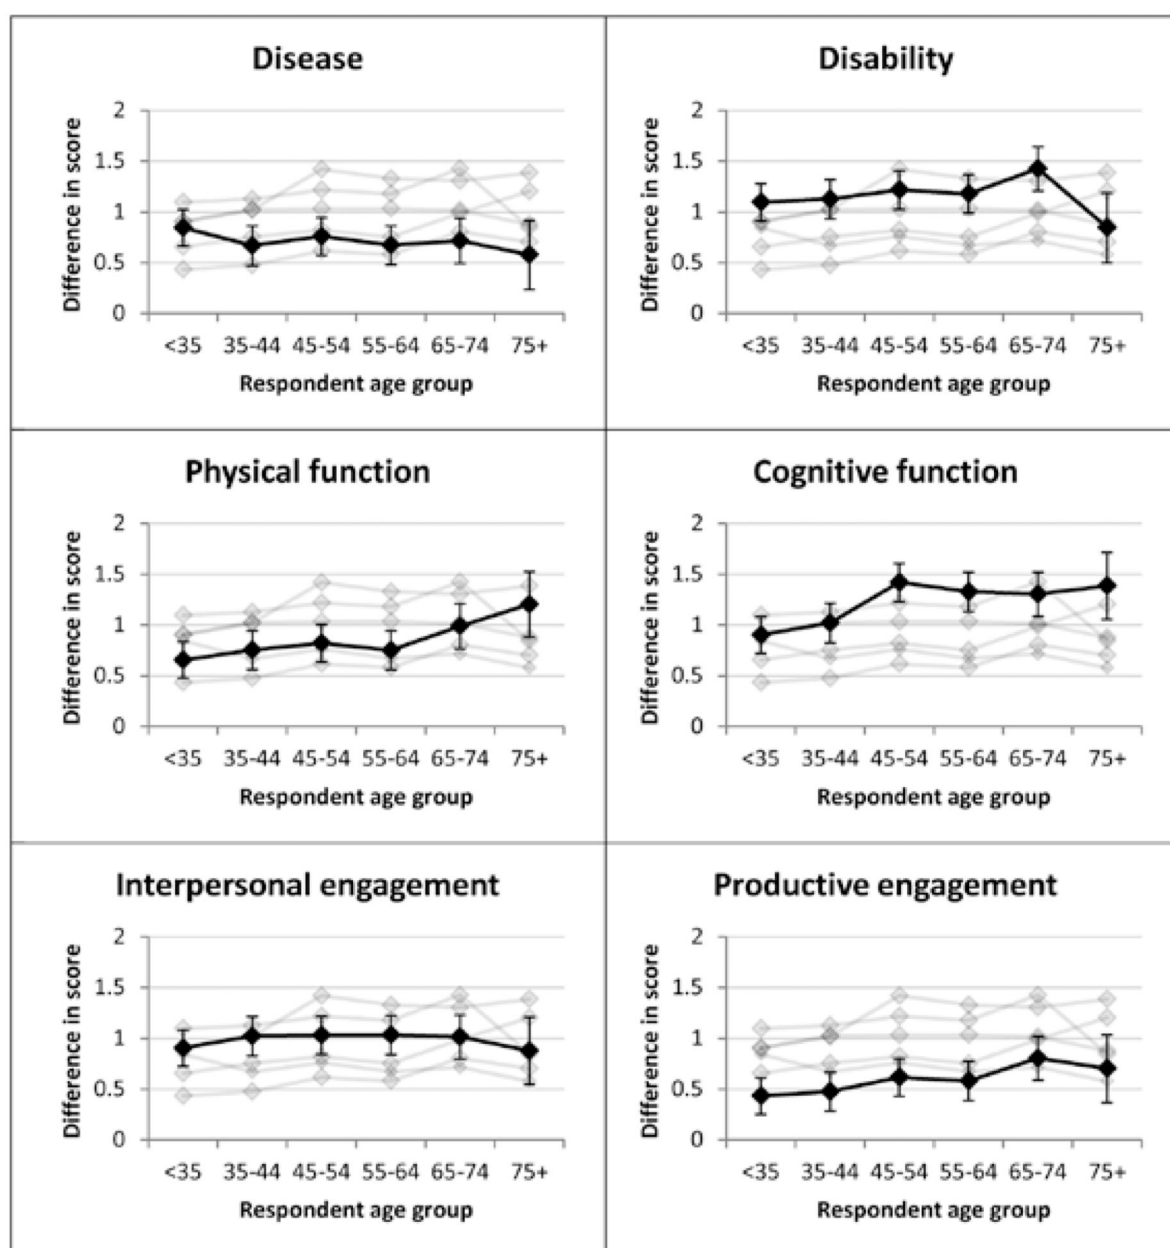 Disease
Difference in score
2
1.5
1
0.5
0
<35 35-44 45-54 55-64 65-74 75+
Respondent age group
Disability
Difference in score
2
1.5
1
0.5
0
<35 35-44 45-54 55-64 65-74 75+
Respondent age group
Physical function
Difference in score
2
1.5
1
0.5
0
<35 35-44 45-54 55-64 65-74 75+
Respondent age group
Cognitive function
Difference in score
2
1.5
1
0.5
0
<35 35-44 45-54 55-64 65-74 75+
Respondent age group
Interpersonal engagement
Difference in score
2
1.5
1
0.5
0
<35 35-44 45-54 55-64 65-74 75+
Respondent age group
Productive engagement
Difference in score
2
1.5
1
0.5
0
<35 35-44 45-54 55-64 65-74 75+
Respondent age group